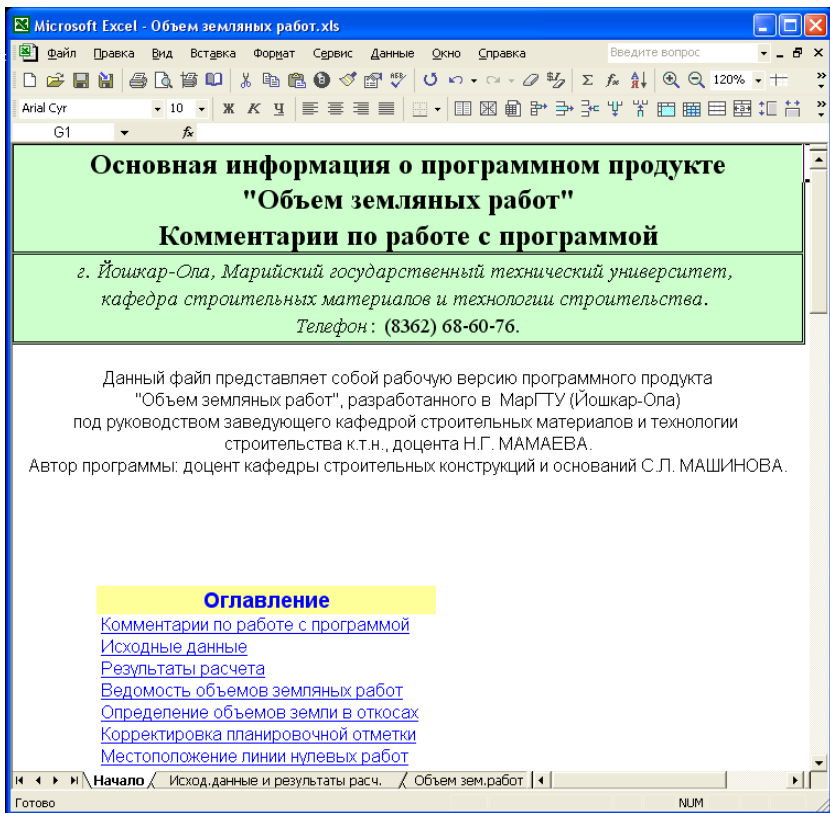 Microsoft Excel - Объем земляных работ.xls
Файл Правка Вид Вставка Формат Сервис Данные Окно Справка Введите вопрос
120%
Arial Cyr 10 Ж К Ч
G1 fx
Основная информация о программном продукте
"Объем земляных работ"
Комментарии по работе с программой
г. Йошкар-Ола, Марийский государственный технический университет,
кафедра строительных материалов и технологии строительства.
Телефон : (8362) 68-60-76.
Данный файл представляет собой рабочую версию программного продукта
"Объем земляных работ", разработанного в МарГТУ (Йошкар-Ола)
под руководством заведующего кафедрой строительных материалов и технологии
строительства к.т.н., доцента Н.Г. МАМАЕВА.
Автор программы: доцент кафедры строительных конструкций и оснований С.Л. МАШИНОВА.
Оглавление
Комментарии по работе с программой
Исходные данные
Результаты расчета
Ведомость объемов земляных работ
Определение объемов земли в откосах
Корректировка планировочной отметки
Местоположение линии нулевых работ
Начало Исход.данные и результаты расч. Объем зем.работ
Готово NUM